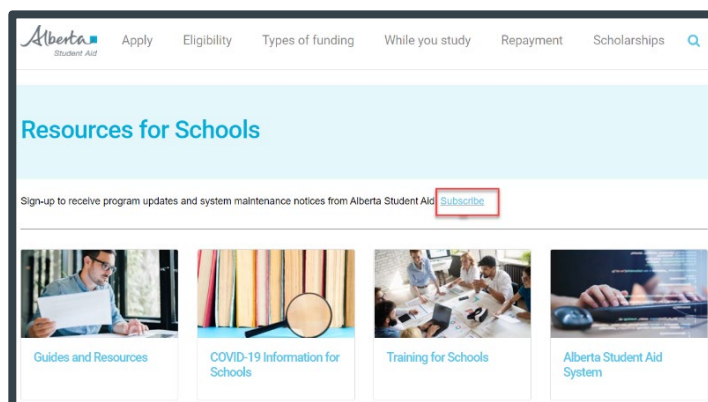 Alberta
Student Aid
Apply Eligibility Types of funding While you study Repayment Scholarships
Resources for Schools
Sign-up to receive program updates and system maintenance notices from Alberta Student Aid Subscribe
Guides and Resources
COVID-19 Information for
Schools
Training for Schools
Alberta Student Aid
System